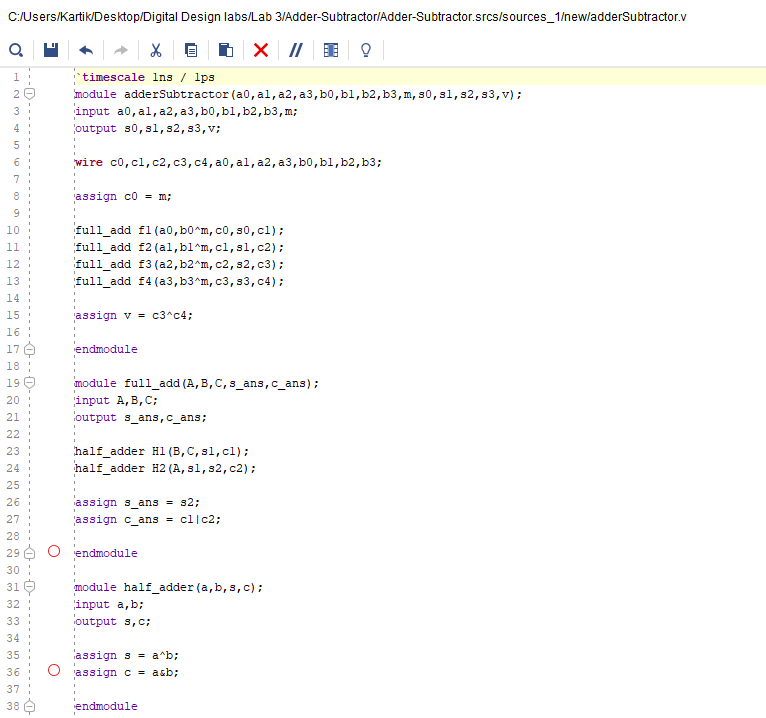 C:/Users/Kartik/Desktop/Digital Design labs/Lab 3/Adder-Subtractor/Adder-Subtractor.srcs/sources_1/new/adderSubtractor.v
1 `timescale 1ns / 1ps
2 module adderSubtractor(a0,a1,a2,a3,b0,b1,b2,b3,m,s0,s1,s2,s3,v);
3 input a0,a1,a2,a3,b0,b1,b2,b3,m;
4 output s0,s1,s2,s3,v;
5
6 wire c0,c1,c2,c3,c4,a0,a1,a2,a3,b0,b1,b2,b3;
7
8 assign c0 = m;
9
10 full_add f1(a0,b0^m,c0,s0,c1);
11 full_add f2(a1,b1^m,c1,s1,c2);
12 full_add f3(a2,b2^m,c2,s2,c3);
13 full_add f4(a3,b3^m,c3,s3,c4);
14
15 assign v = c3^c4;
16
17 endmodule
18
19 module full_add(A,B,C,s_ans,c_ans);
20 input A,B,C;
21 output s_ans,c_ans;
22
23 half_adder H1(B,C,s1,c1);
24 half_adder H2(A,s1,s2,c2);
25
26 assign s_ans = s2;
27 assign c_ans = c1|c2;
28
29 endmodule
30
31 module half_adder(a,b,s,c);
32 input a,b;
33 output s,c;
34
35 assign s = a^b;
36 assign c = a&b;
37
38 endmodule